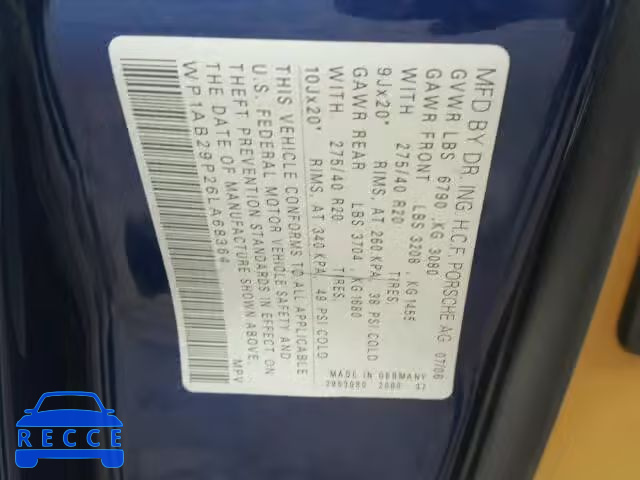 MFD BY DR. ING. H.C.F. PORSCHE AG 07/06
GVWR LBS 6790 KG 3080
GAWR FRONT LBS 3208 , KG 1455
WITH 275/40 R20 TIRES,
9Jx20" RIMS, AT 260 KPA, 38 PSI COLD
GAWR REAR LBS 3704 , KG 1680
WITH 275/40 R20 TIRES,
10Jx20" RIMS, AT 340 KPA, 49 PSI COLD
THIS VEHICLE CONFORMS TO ALL APPLICABLE
U.S. FEDERAL MOTOR VEHICLE SAFETY AND
THEFT PREVENTION STANDARDS IN EFFECT ON
THE DATE OF MANUFACTURE SHOWN ABOVE.
WP1AB29P26LA68364 MPV
MADE IN GERMANY
RECCE